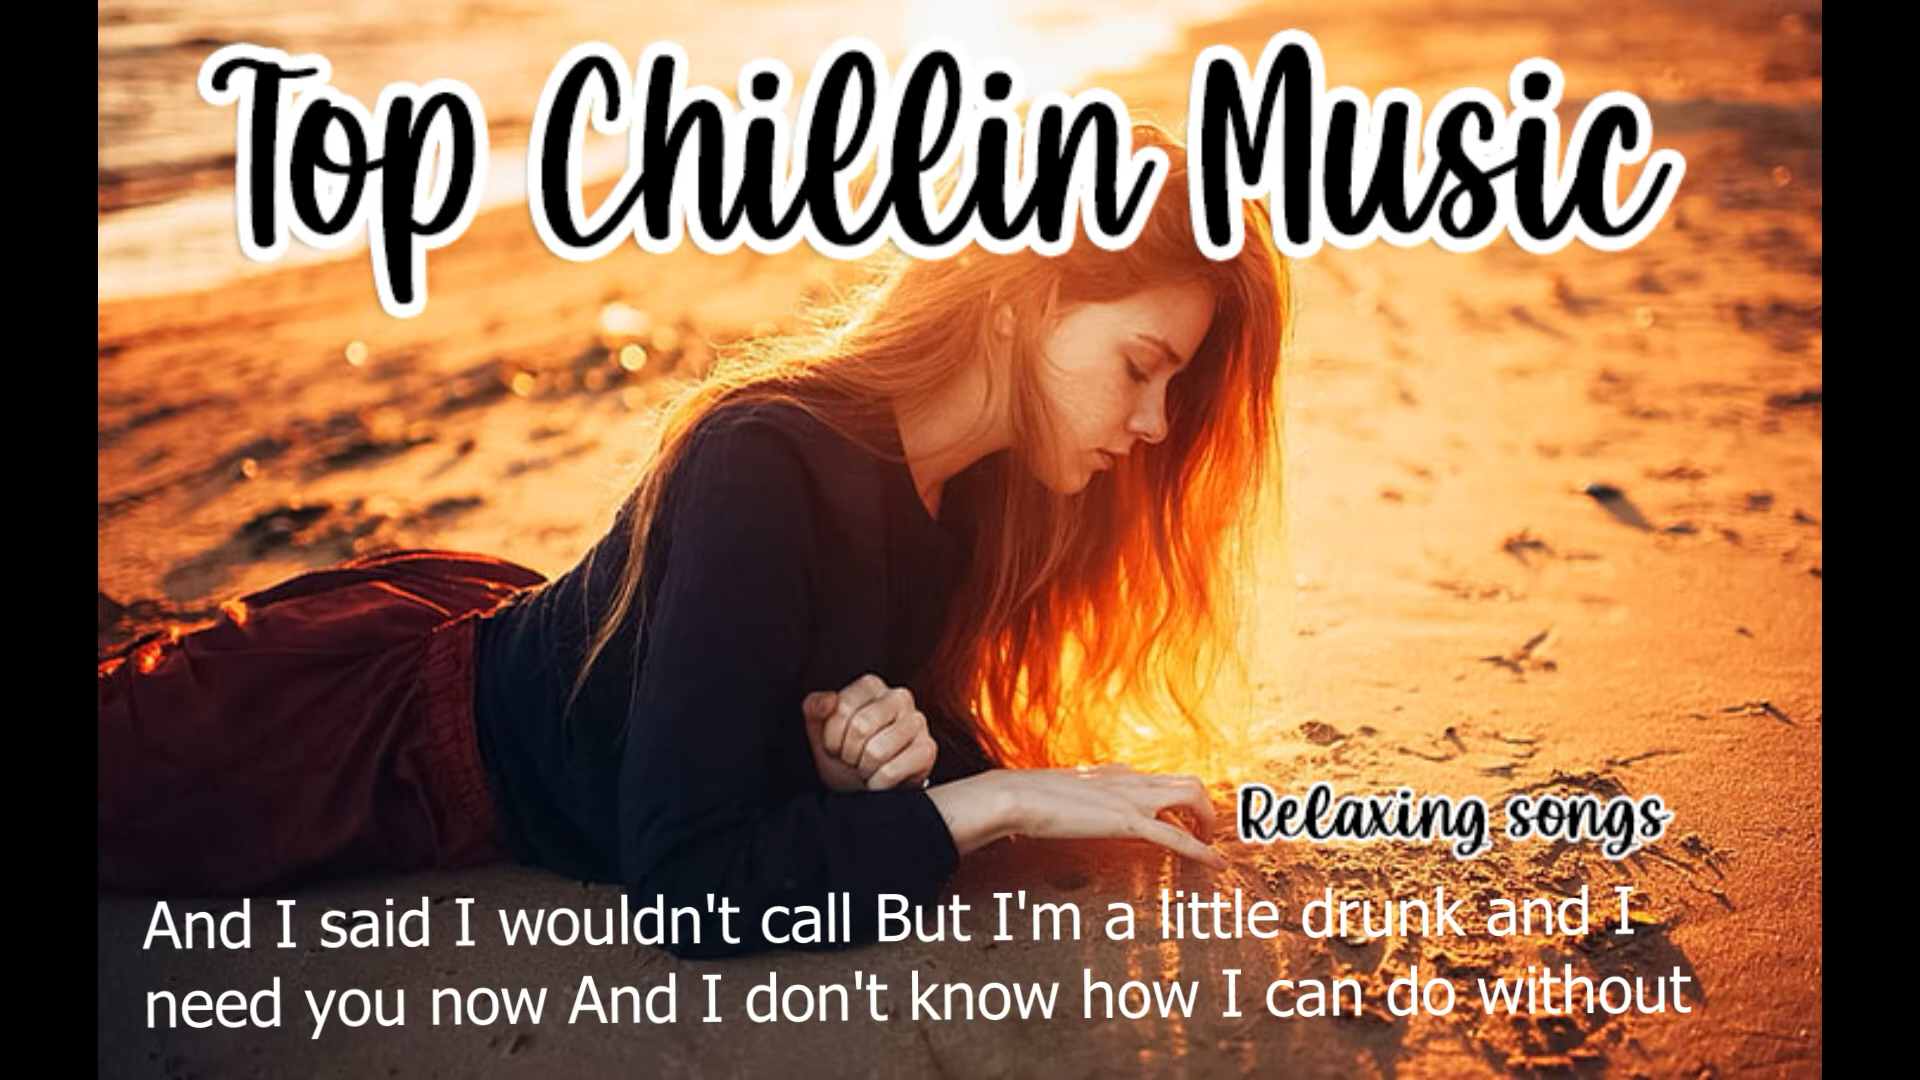 Top Chillin Music
Relaxing songs
And I said I wouldn't call But I'm a little drunk and I
need you now And I don't know how I can do without